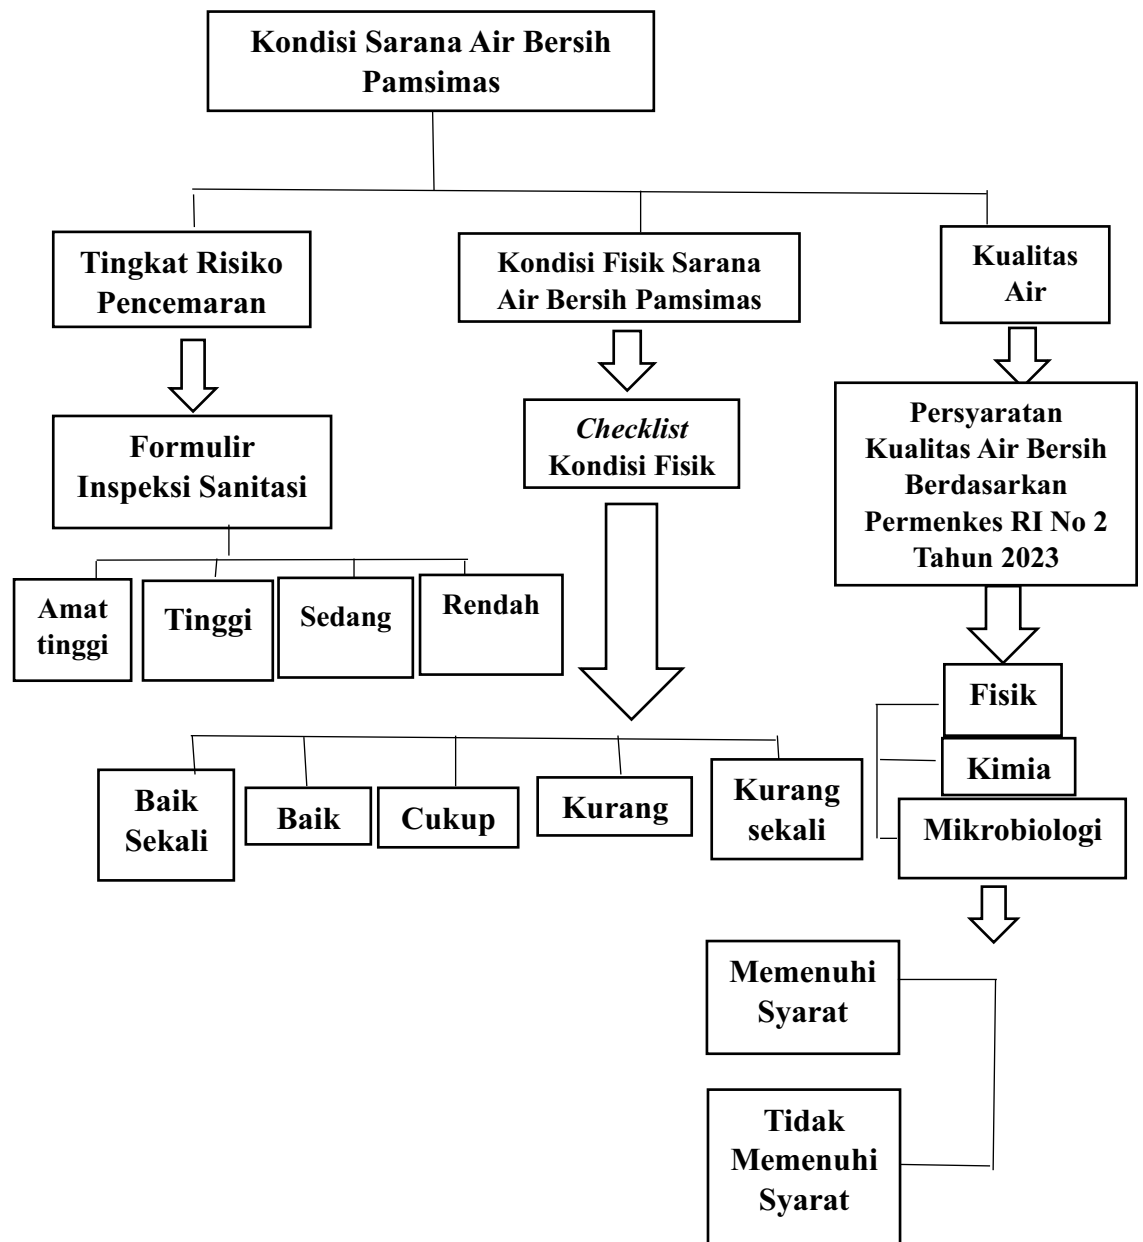 Kondisi Sarana Air Bersih
Pamsimas
Tingkat Risiko
Pencemaran
Kondisi Fisik Sarana
Air Bersih Pamsimas
Kualitas
Air
Formulir
Inspeksi Sanitasi
Checklist
Kondisi Fisik
Persyaratan
Kualitas Air Bersih
Berdasarkan
Permenkes RI No 2
Tahun 2023
Amat
tinggi
Tinggi
Sedang
Rendah
Baik
Sekali
Baik
Cukup
Kurang
Kurang
sekali
Fisik
Kimia
Mikrobiologi
Memenuhi
Syarat
Tidak
Memenuhi
Syarat